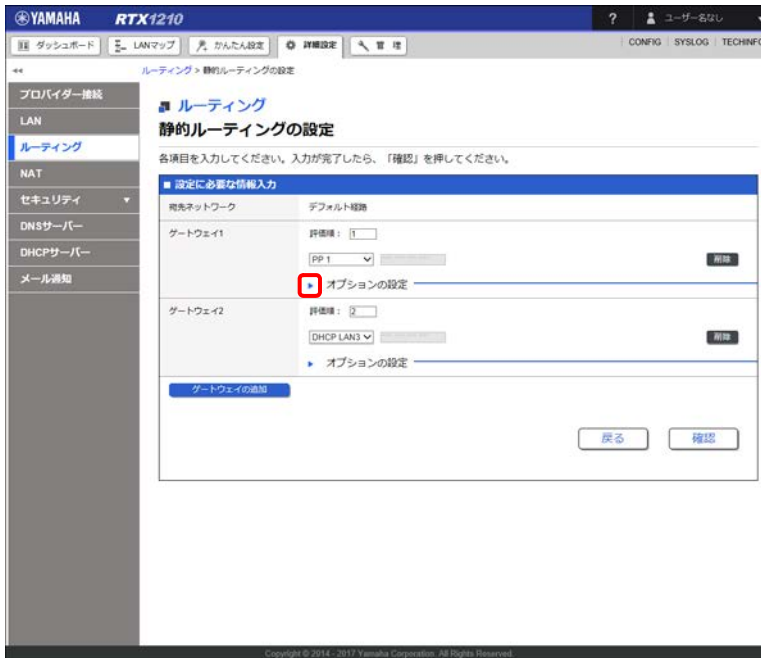 YAMAHA RTX1210 ? ユーザー名なし
ダッシュボード LANマップ かんたん設定 詳細設定 管理 CONFIG SYSLOG TECHINFO
ルーティング > 静的ルーティングの設定
プロバイダー接続
LAN
ルーティング
NAT
セキュリティ
DNSサーバー
DHCPサーバー
メール通知
ルーティング
静的ルーティングの設定
各項目を入力してください。入力が完了したら、「確認」を押してください。
■ 設定に必要な情報入力
宛先ネットワーク デフォルト経路
ゲートウェイ1 評価順： 1
PP 1 削除
オプションの設定
ゲートウェイ2 評価順： 2
DHCP LAN3 削除
オプションの設定
ゲートウェイの追加
戻る 確認
Copyright © 2014 - 2017 Yamaha Corporation. All Rights Reserved.